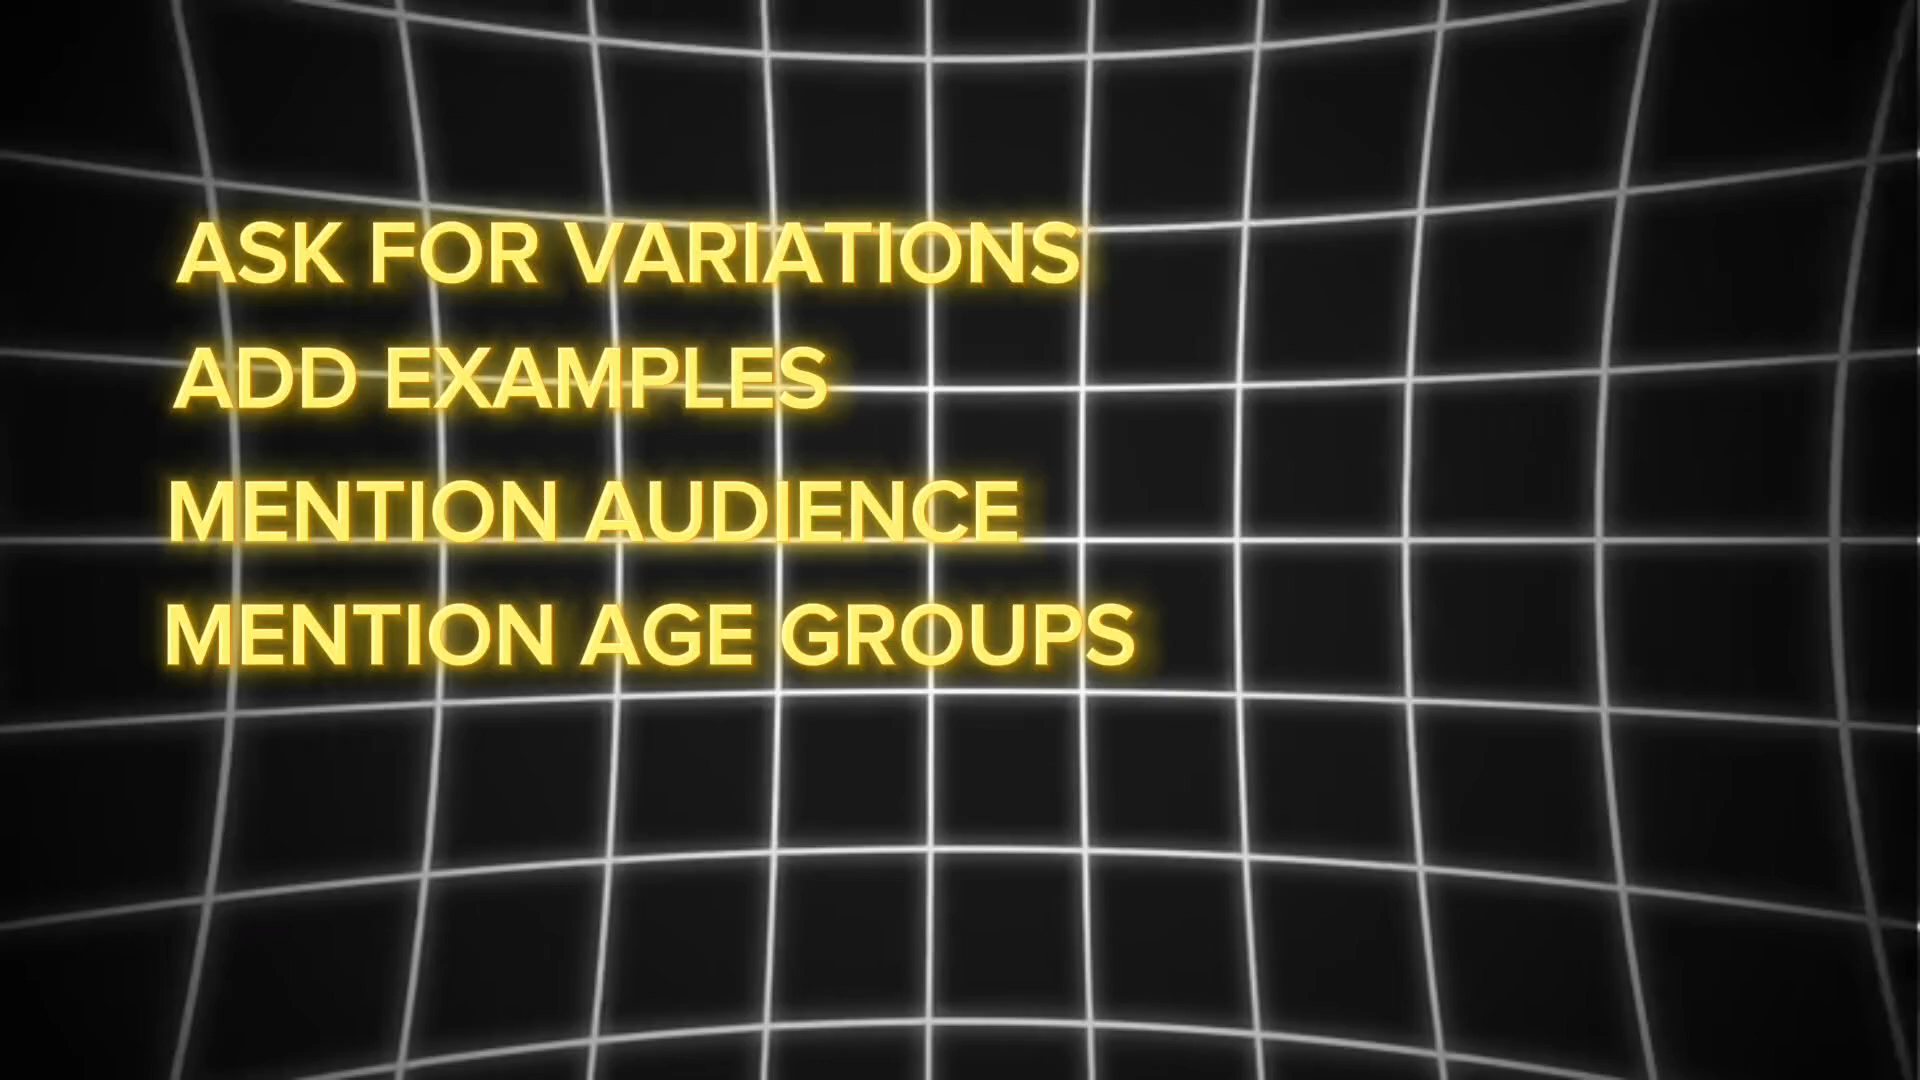 ASK FOR VARIATIONS
ADD EXAMPLES
MENTION AUDIENCE
MENTION AGE GROUPS